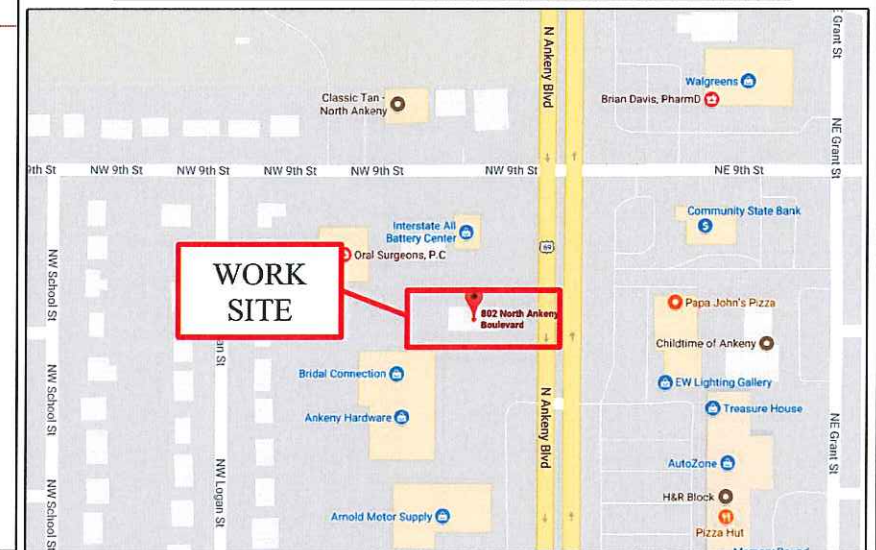 N Ankeny Blvd
E Grant St
Walgreens
Brian Davis, PharmD
Classic Tan -
North Ankeny
NE Grant St
9th St
NW 9th St
NW 9th St
NW 9th St
NW 9th St
NW 9th St
NE 9th St
Community State Bank
$
Interstate All
Battery Center
69
Oral Surgeons, P.C
NW School St
WORK
SITE
802 North Ankeny
Boulevard
Papa John's Pizza
Childtime of Ankeny
an St
Bridal Connection
EW Lighting Gallery
NW School St
Ankeny Hardware
N Ankeny Blvd
Treasure House
NE Grant St
AutoZone
NW Logan St
H&R Block
NW School St
Arnold Motor Supply
Pizza Hut